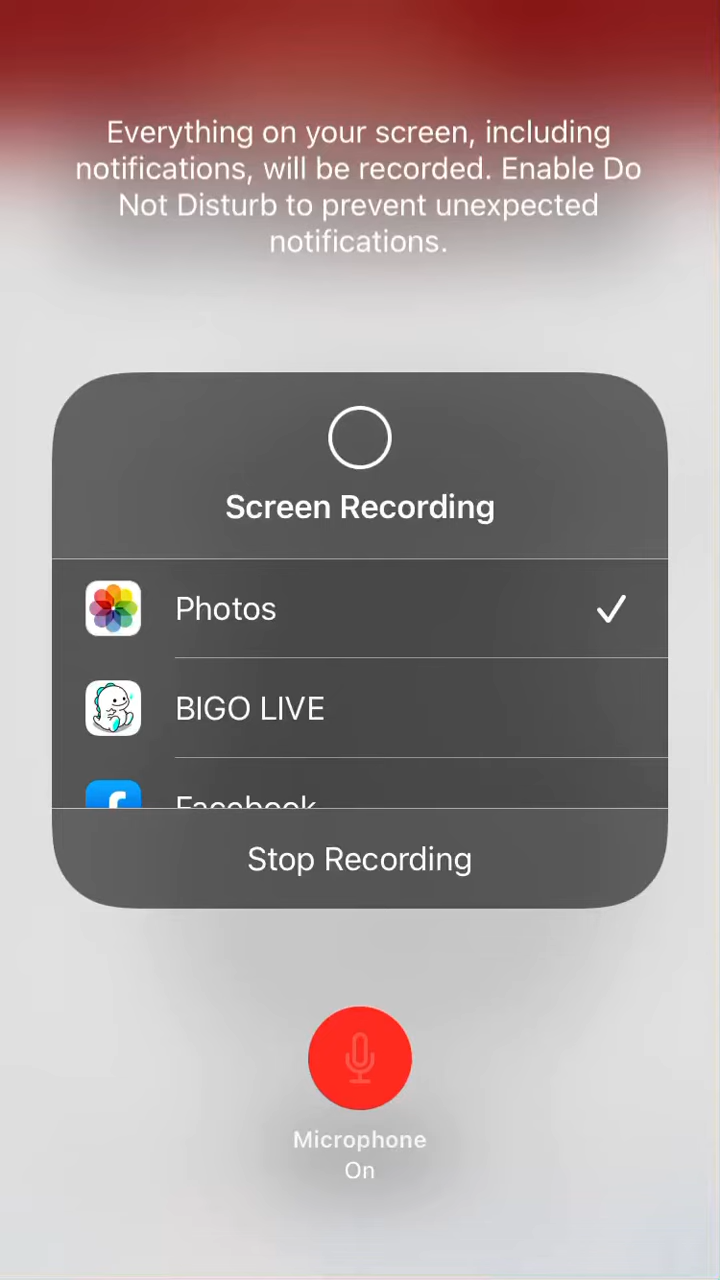 Everything on your screen, including
notifications, will be recorded. Enable Do
Not Disturb to prevent unexpected
notifications.
Screen Recording
Photos
BIGO LIVE
Facebook
Stop Recording
Microphone
On